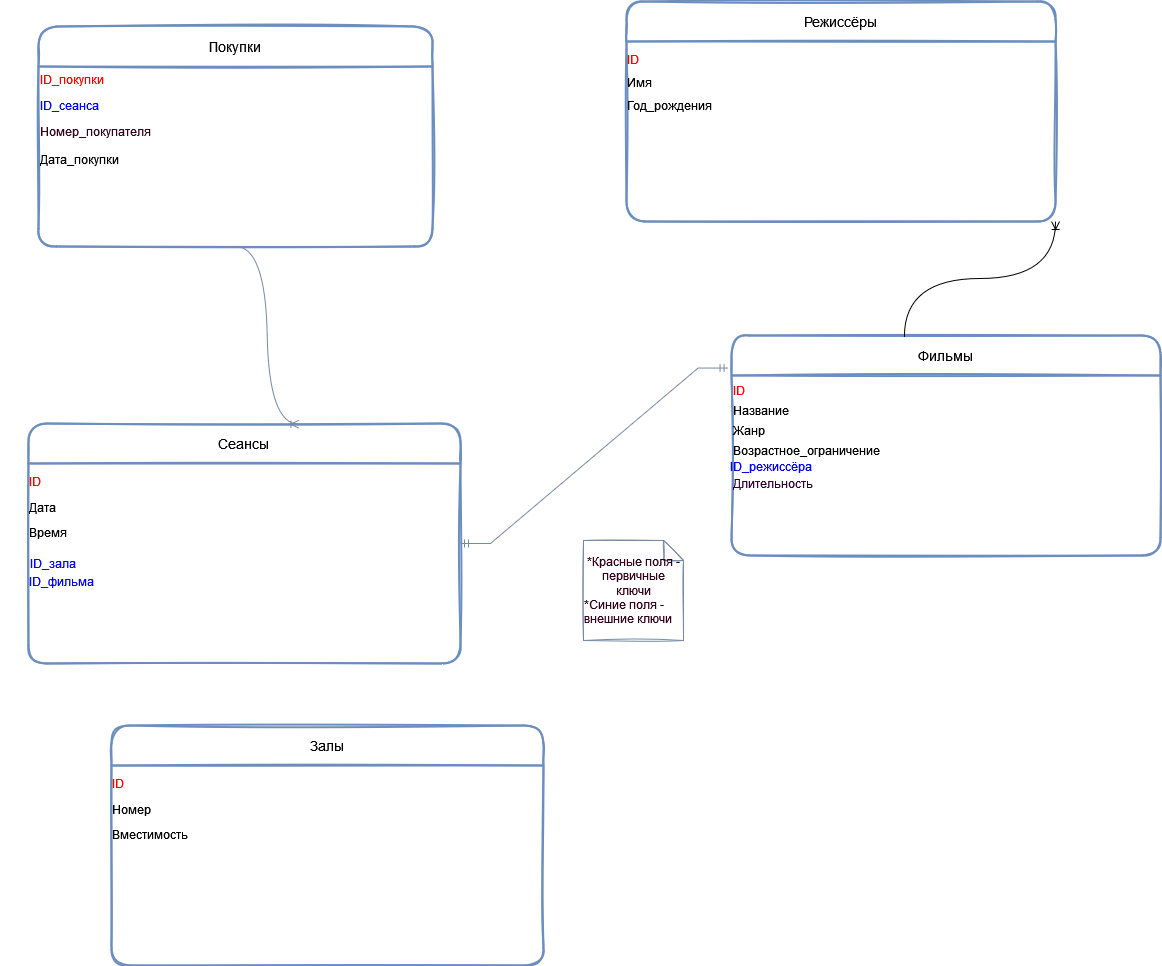 Покупки
ID_покупки
ID_сеанса
Номер_покупателя
Дата_покупки
Режиссёры
ID
Имя
Год_рождения
Фильмы
ID
Название
Жанр
Возрастное_ограничение
ID_режиссёра
Длительность
Сеансы
ID
Дата
Время
ID_зала
ID_фильма
*Красные поля -
первичные
ключи
*Синие поля -
внешние ключи
Залы
ID
Номер
Вместимость